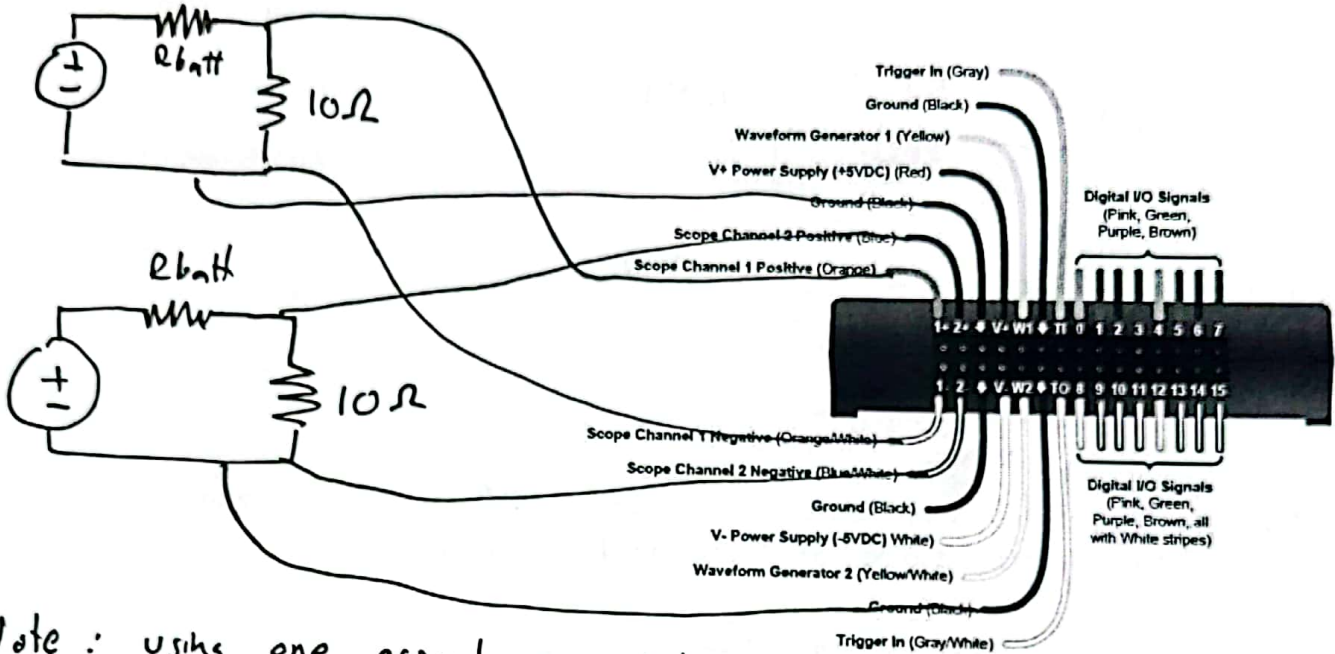 Rbatt
10Ω
Rbatt
10Ω
Trigger In (Gray)
Ground (Black)
Waveform Generator 1 (Yellow)
V+ Power Supply (+5VDC) (Red)
Ground (Black)
Scope Channel 2 Positive (Blue)
Scope Channel 1 Positive (Orange)
Digital I/O Signals
(Pink, Green,
Purple, Brown)
1+ 2+ V+ W1 TI 0 1 2 3 4 5 6 7
1- 2- V- W2 TO 8 9 10 11 12 13 14 15
Scope Channel 1 Negative (Orange/White)
Scope Channel 2 Negative (Blue/White)
Ground (Black)
V- Power Supply (-5VDC) White)
Waveform Generator 2 (Yellow/White)
Ground (Black)
Trigger In (Gray/White)
Digital I/O Signals
(Pink, Green,
Purple, Brown, all
with White stripes)
Note: using one